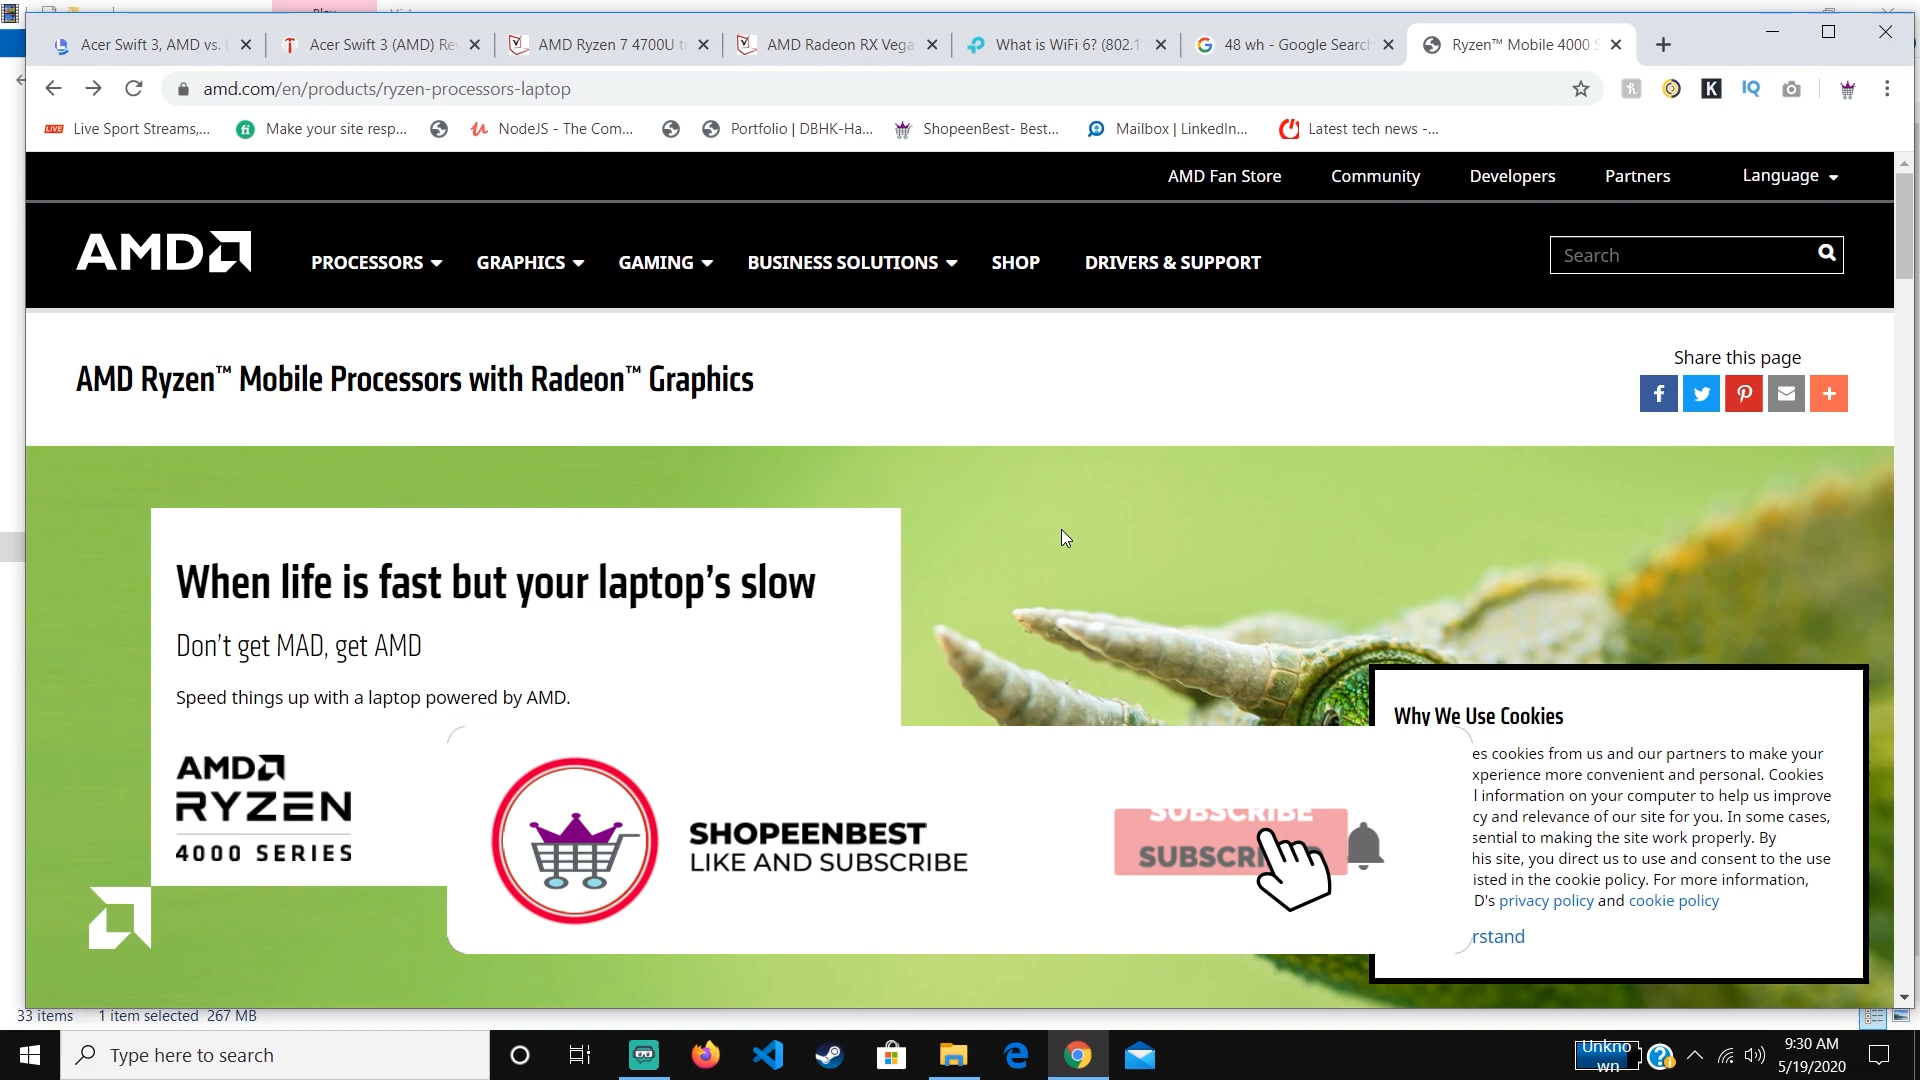 Acer Swift 3, AMD vs.
Acer Swift 3 (AMD) Re
AMD Ryzen 7 4700U
AMD Radeon RX Vega
What is WiFi 6? (802.1
48 wh - Google Search
Ryzen™ Mobile 4000 S
amd.com/en/products/ryzen-processors-laptop
K
IQ
LIVE
Live Sport Streams,...
fi
Make your site resp...
NodeJS - The Com...
Portfolio | DBHK-Ha...
ShopeenBest- Best...
Mailbox | LinkedIn...
Latest tech news -...
AMD Fan Store
Community
Developers
Partners
Language
AMD
PROCESSORS
GRAPHICS
GAMING
BUSINESS SOLUTIONS
SHOP
DRIVERS & SUPPORT
Search
AMD Ryzen™ Mobile Processors with Radeon™ Graphics
Share this page
When life is fast but your laptop's slow
Don't get MAD, get AMD
Speed things up with a laptop powered by AMD.
AMD
RYZEN
4000 SERIES
SHOPEENBEST
LIKE AND SUBSCRIBE
SUBSCRIBE
Why We Use Cookies
es cookies from us and our partners to make your
xperience more convenient and personal. Cookies
l information on your computer to help us improve
cy and relevance of our site for you. In some cases,
sential to making the site work properly. By
his site, you direct us to use and consent to the use
isted in the cookie policy. For more information,
D's privacy policy and cookie policy
rstand
33 items
1 item selected 267 MB
Type here to search
Unkno
wn
9:30 AM
5/19/2020